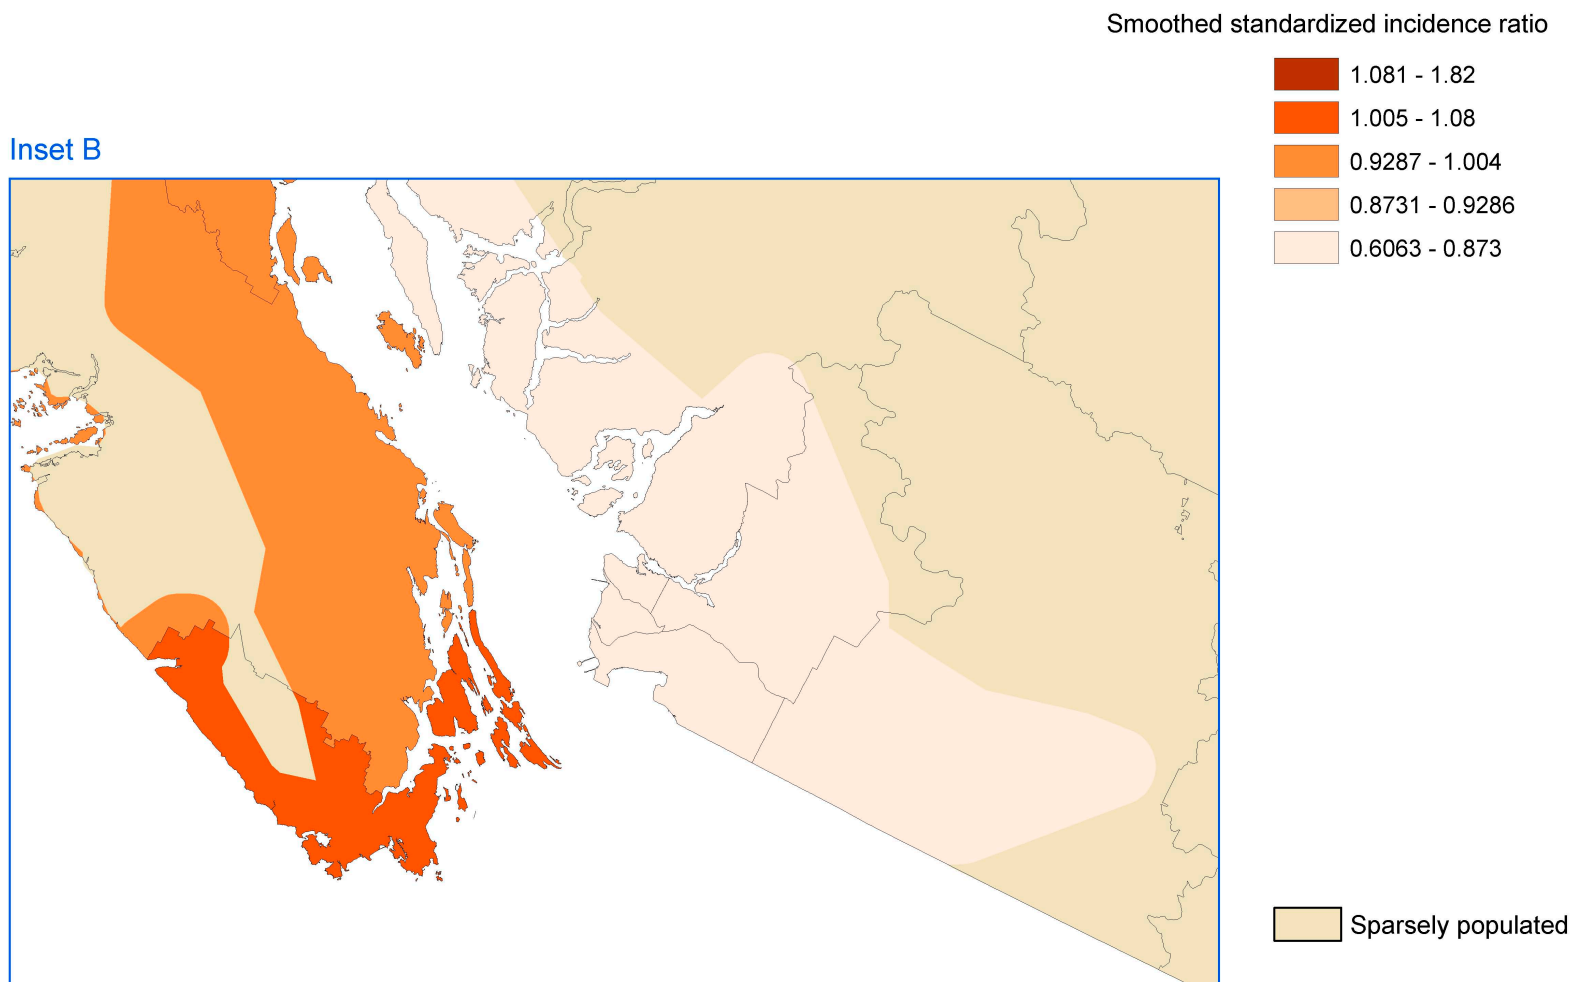 Smoothed standardized incidence ratio
1.081 - 1.82
1.005 - 1.08
0.9287 - 1.004
0.8731 - 0.9286
0.6063 - 0.873
Inset B
Sparsely populated